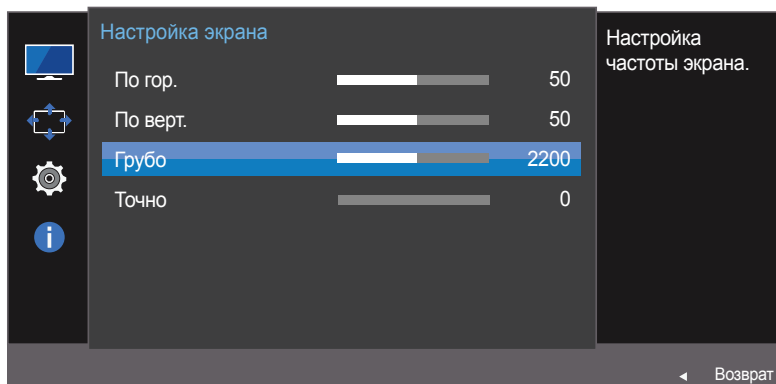 Настройка экрана
По гор. 50
По верт. 50
Грубо 2200
Точно 0
Настройка
частоты экрана.
Возврат